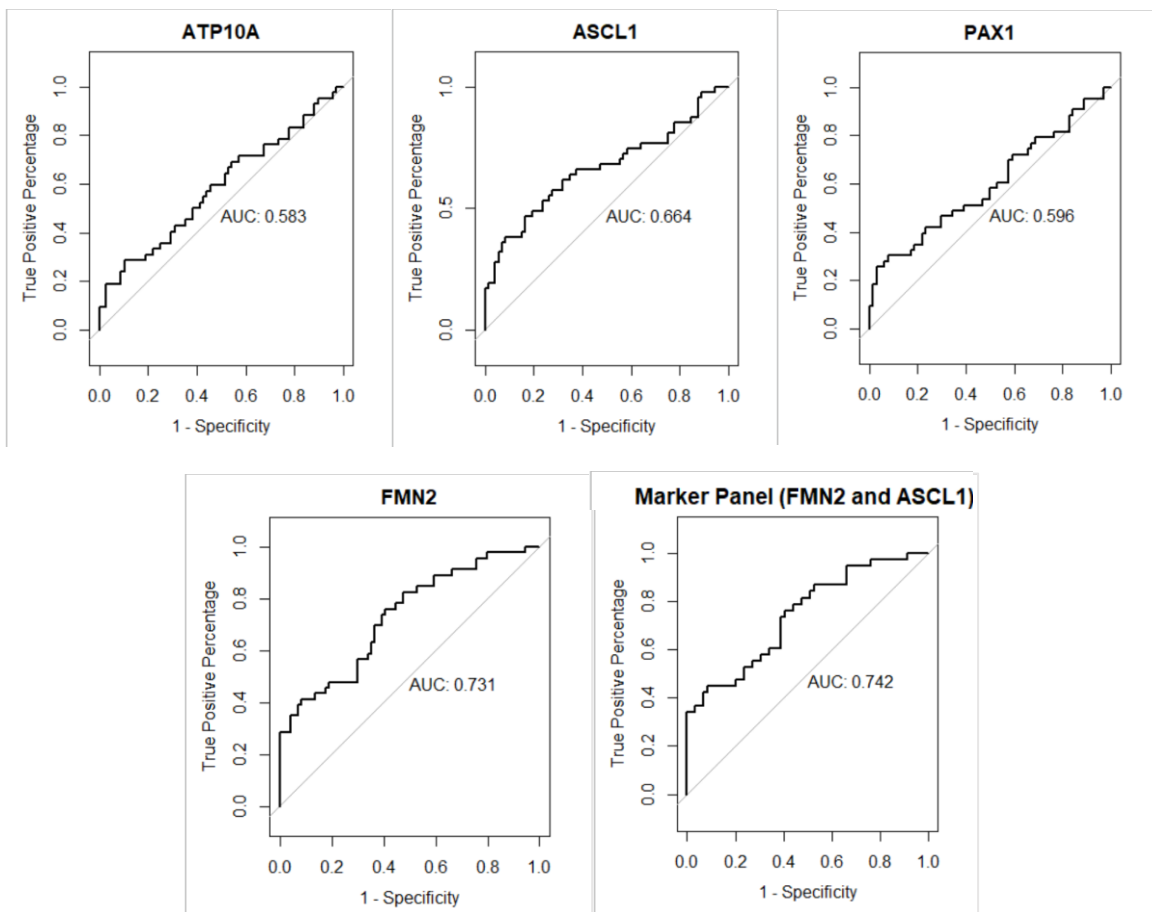 ATP10A
True Positive Percentage
0.0 0.2 0.4 0.6 0.8 1.0
AUC: 0.583
0.0 0.2 0.4 0.6 0.8 1.0
1 - Specificity
ASCL1
True Positive Percentage
0.0 0.5 1.0
AUC: 0.664
0.0 0.2 0.4 0.6 0.8 1.0
1 - Specificity
PAX1
True Positive Percentage
0.0 0.2 0.4 0.6 0.8 1.0
AUC: 0.596
0.0 0.2 0.4 0.6 0.8 1.0
1 - Specificity
FMN2
True Positive Percentage
0.0 0.2 0.4 0.6 0.8 1.0
AUC: 0.731
0.0 0.2 0.4 0.6 0.8 1.0
1 - Specificity
Marker Panel (FMN2 and ASCL1)
True Positive Percentage
0.0 0.2 0.4 0.6 0.8 1.0
AUC: 0.742
0.0 0.2 0.4 0.6 0.8 1.0
1 - Specificity